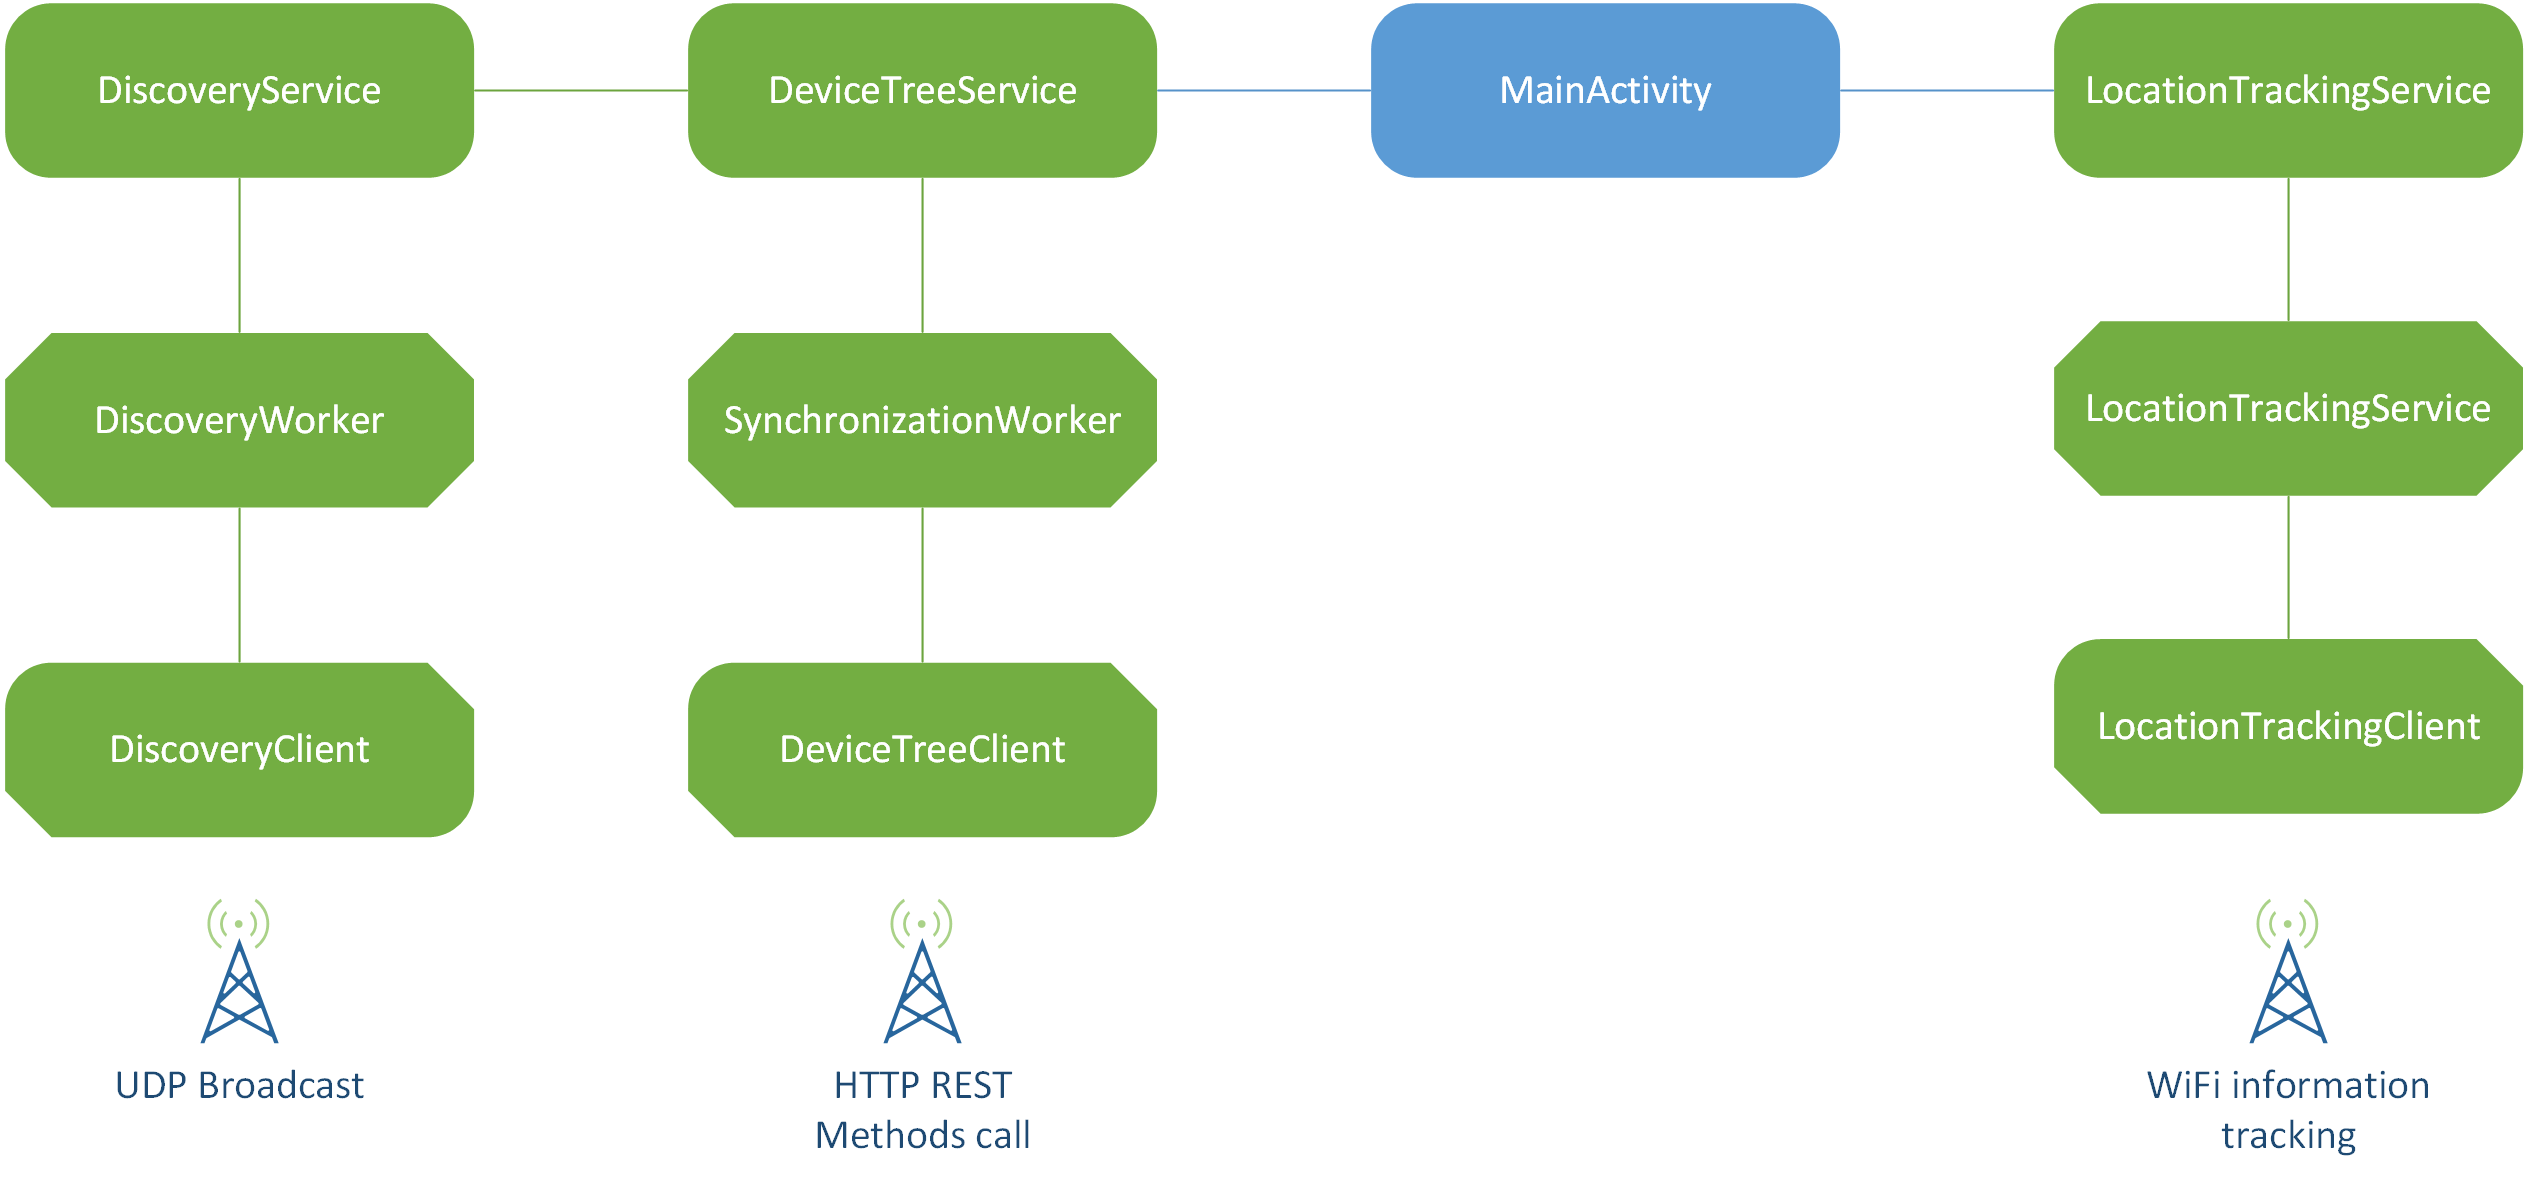 DiscoveryService
DeviceTreeService
MainActivity
LocationTrackingService
DiscoveryWorker
SynchronizationWorker
LocationTrackingService
DiscoveryClient
DeviceTreeClient
LocationTrackingClient
UDP Broadcast
HTTP REST
Methods call
WiFi information
tracking